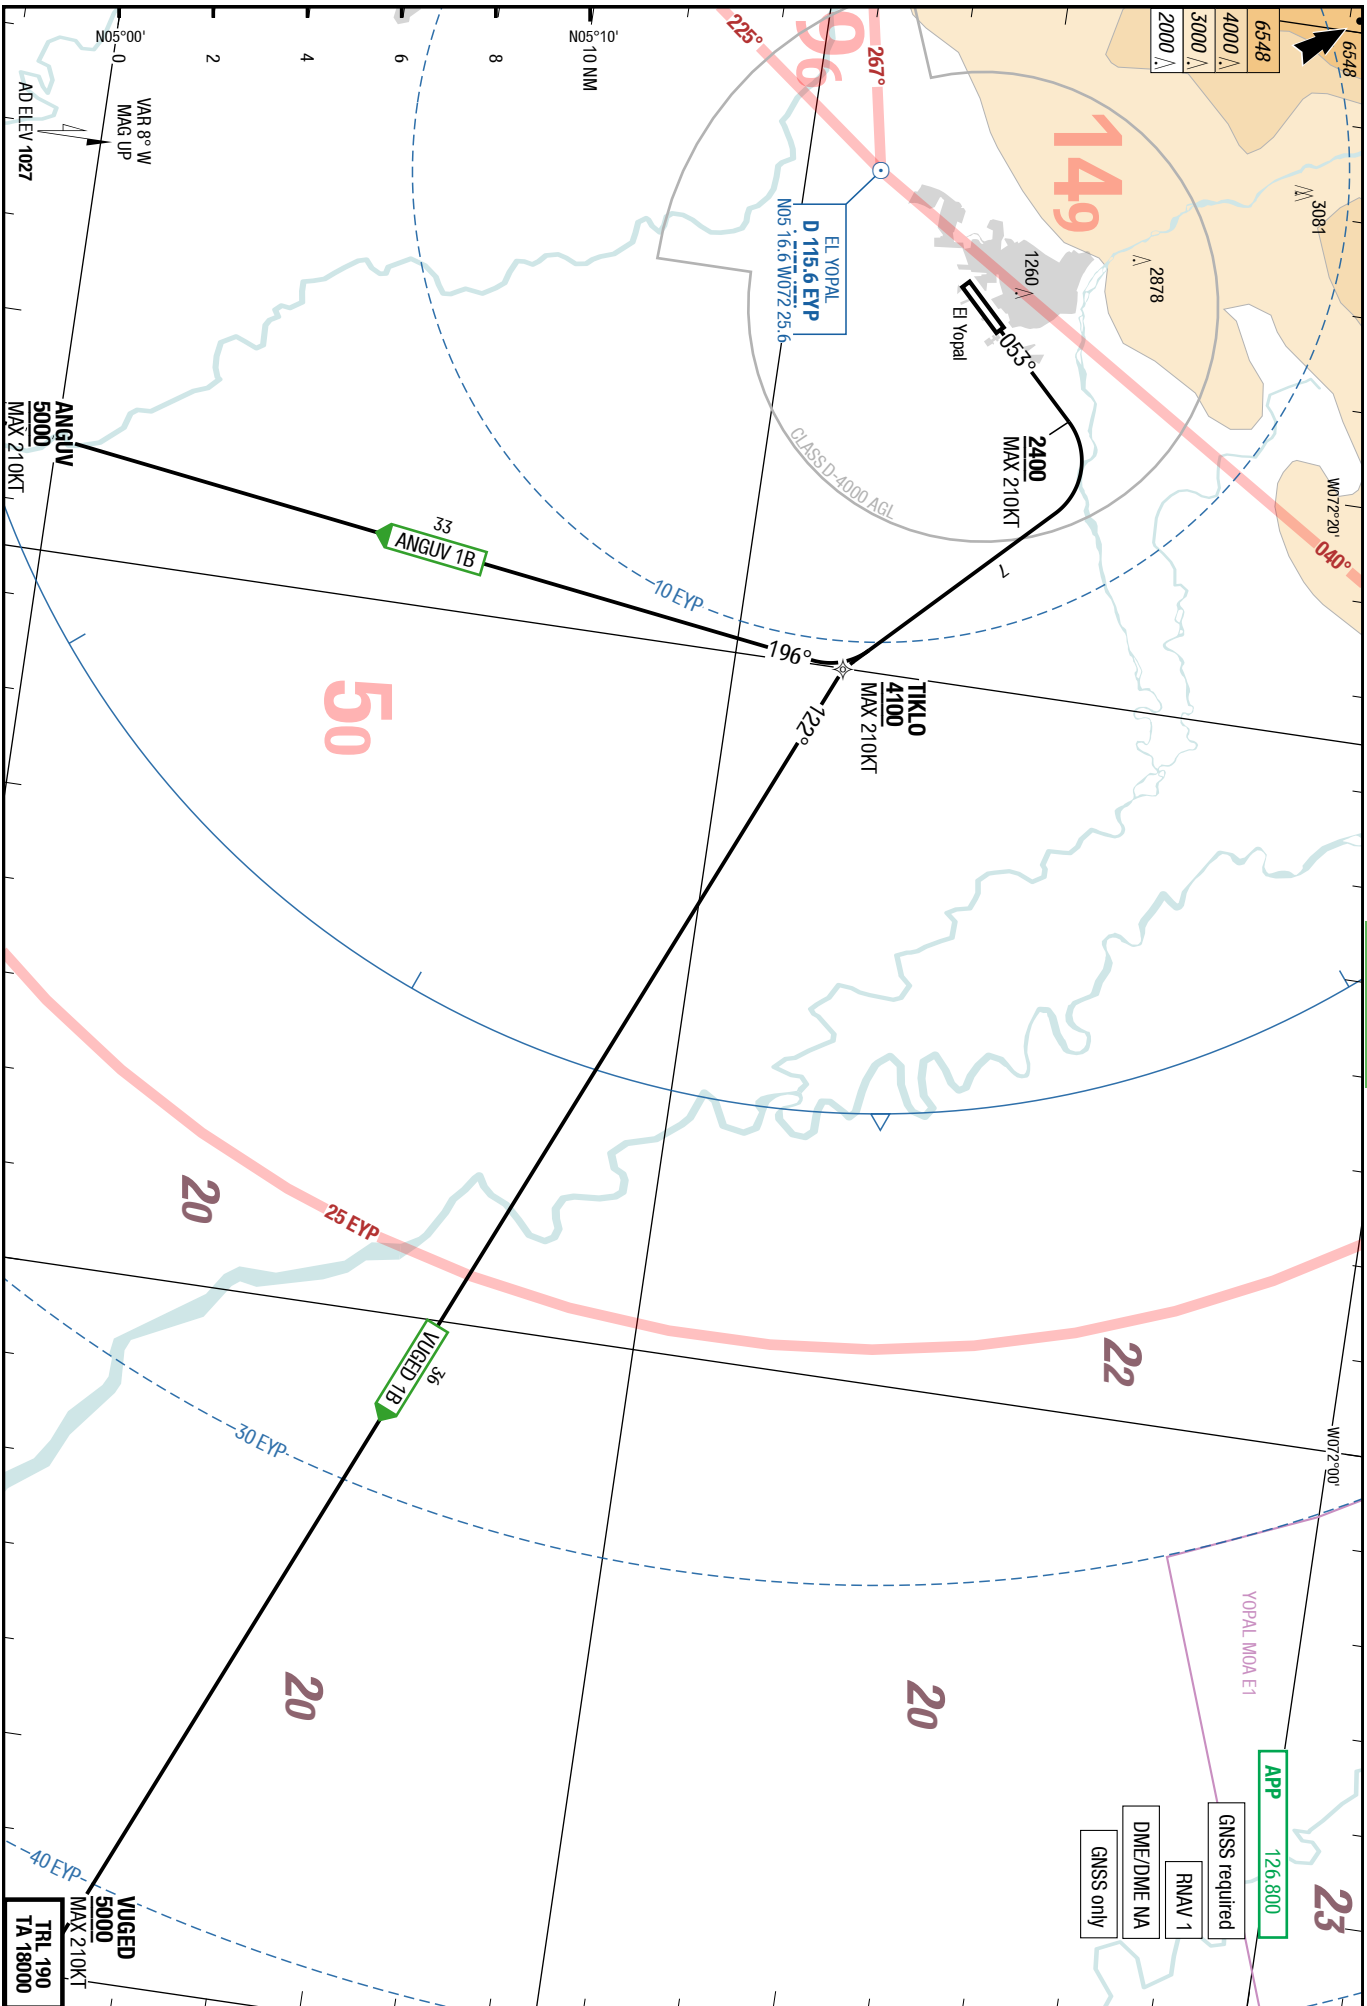 6548
6548
4000
3000
2000
225°
267°
96
149
3081
2878
1260
El Yopal
053°
EL YOPAL
D 115.6 EYP
N05 16.6 W072 25.6
N05°00'
N05°10'
0
2
4
6
8
10 NM
VAR 8° W
MAG UP
AD ELEV 1027
CLASS D-4000 AGL
2400
MAX 210KT
W072°20'
040°
7
ANGUV
5000
MAX 210KT
33
ANGUV 1B
10 EYP
196°
TIKLO
4100
MAX 210KT
122°
50
20
25 EYP
22
VUGED 1B
36
30 EYP
W072°00'
20
20
YOPAL MOA E1
APP 126.800
GNSS required
RNAV 1
DME/DME NA
GNSS only
23
40 EYP
VUGED
5000
MAX 210KT
TRL 190
TA 18000